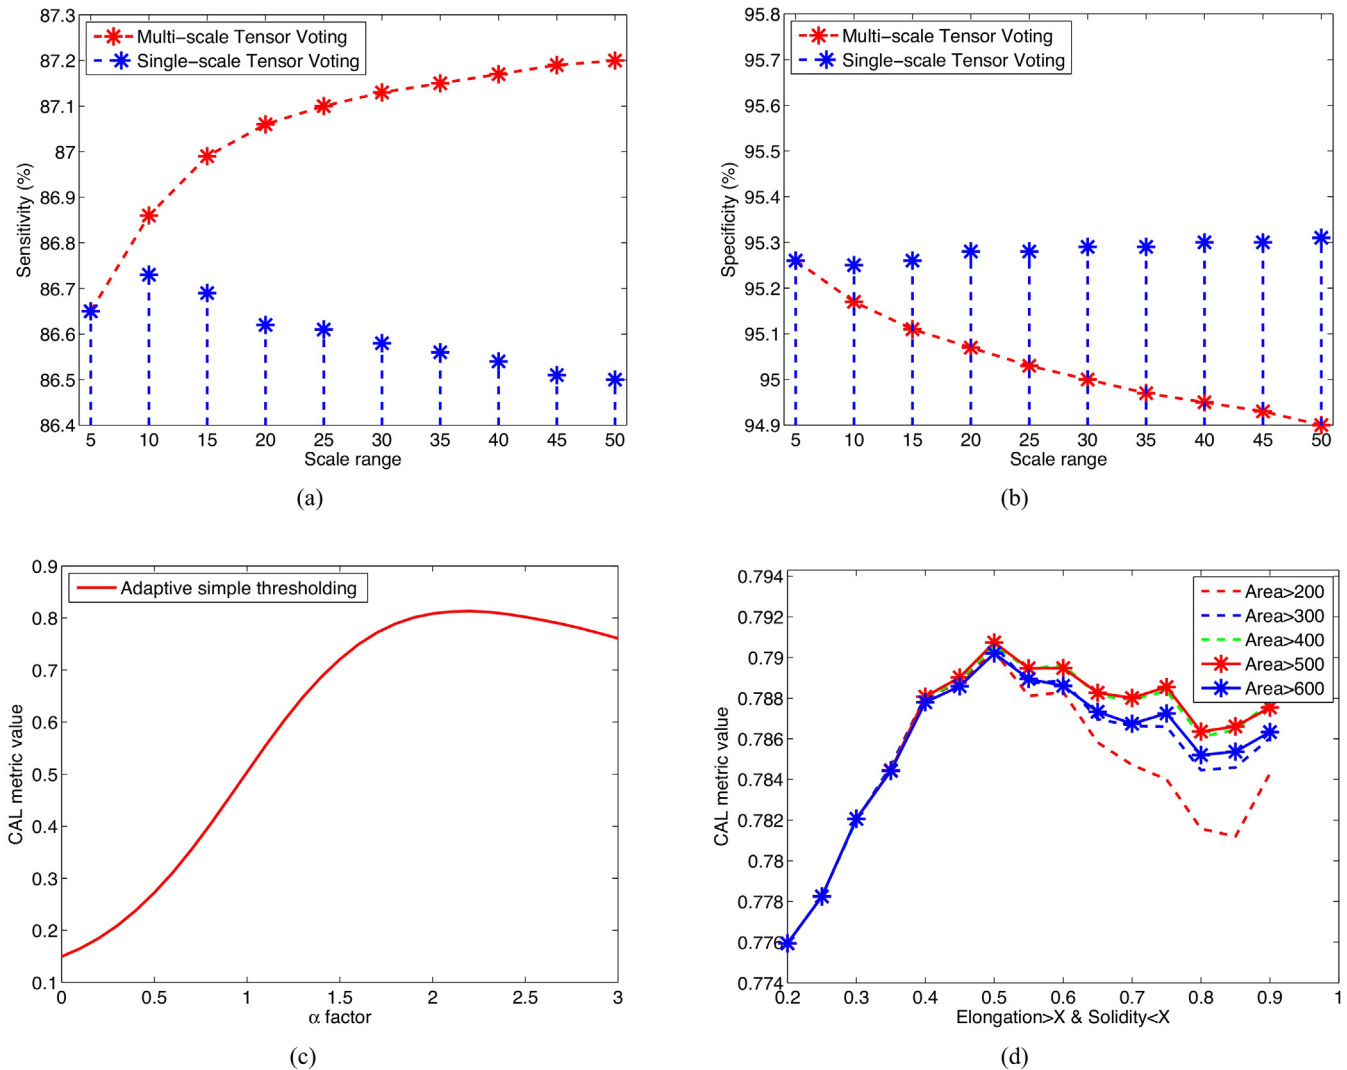 87.3
87.2
87.1
87
86.9
86.8
86.7
86.6
86.5
86.4
Sensitivity (%)
Multi-scale Tensor Voting
Single-scale Tensor Voting
5 10 15 20 25 30 35 40 45 50
Scale range
(a)
95.8
95.7
95.6
95.5
95.4
95.3
95.2
95.1
95
94.9
Specificity (%)
Multi-scale Tensor Voting
Single-scale Tensor Voting
5 10 15 20 25 30 35 40 45 50
Scale range
(b)
0.9
0.8
0.7
0.6
0.5
0.4
0.3
0.2
0.1
CAL metric value
Adaptive simple thresholding
0 0.5 1 1.5 2 2.5 3
α factor
(c)
0.794
0.792
0.79
0.788
0.786
0.784
0.782
0.78
0.778
0.776
0.774
CAL metric value
Area>200
Area>300
Area>400
Area>500
Area>600
0.2 0.3 0.4 0.5 0.6 0.7 0.8 0.9 1
Elongation>X & Solidity<X
(d)